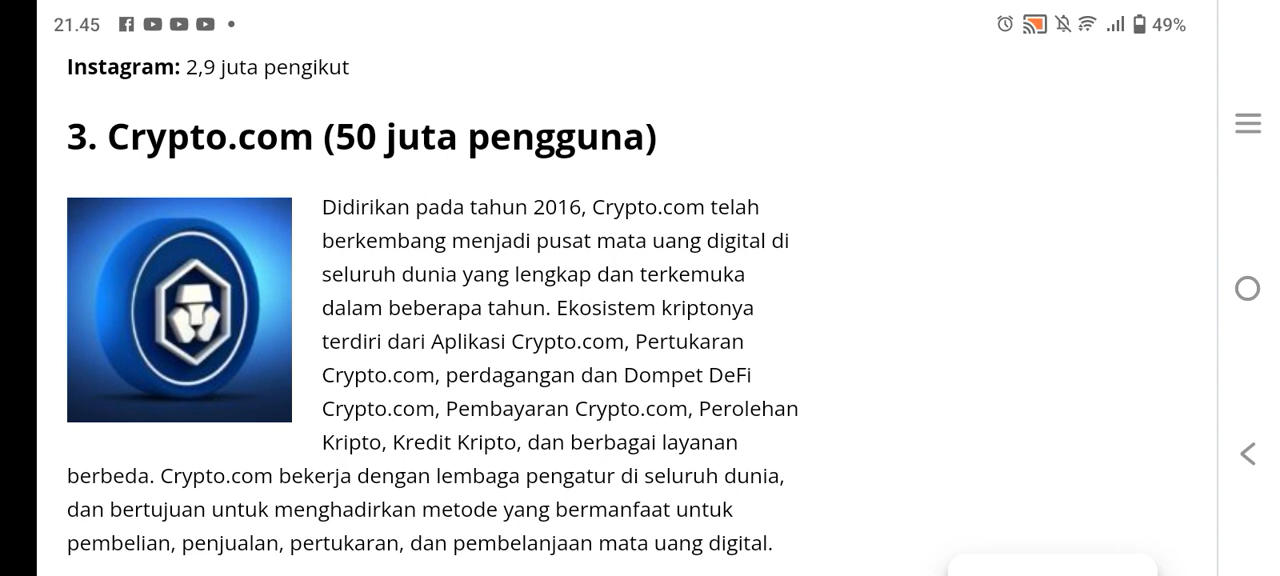 21.45
49%
Instagram: 2,9 juta pengikut
3. Crypto.com (50 juta pengguna)
Didirikan pada tahun 2016, Crypto.com telah
berkembang menjadi pusat mata uang digital di
seluruh dunia yang lengkap dan terkemuka
dalam beberapa tahun. Ekosistem kriptonya
terdiri dari Aplikasi Crypto.com, Pertukaran
Crypto.com, perdagangan dan Dompet DeFi
Crypto.com, Pembayaran Crypto.com, Perolehan
Kripto, Kredit Kripto, dan berbagai layanan
berbeda. Crypto.com bekerja dengan lembaga pengatur di seluruh dunia,
dan bertujuan untuk menghadirkan metode yang bermanfaat untuk
pembelian, penjualan, pertukaran, dan pembelanjaan mata uang digital.